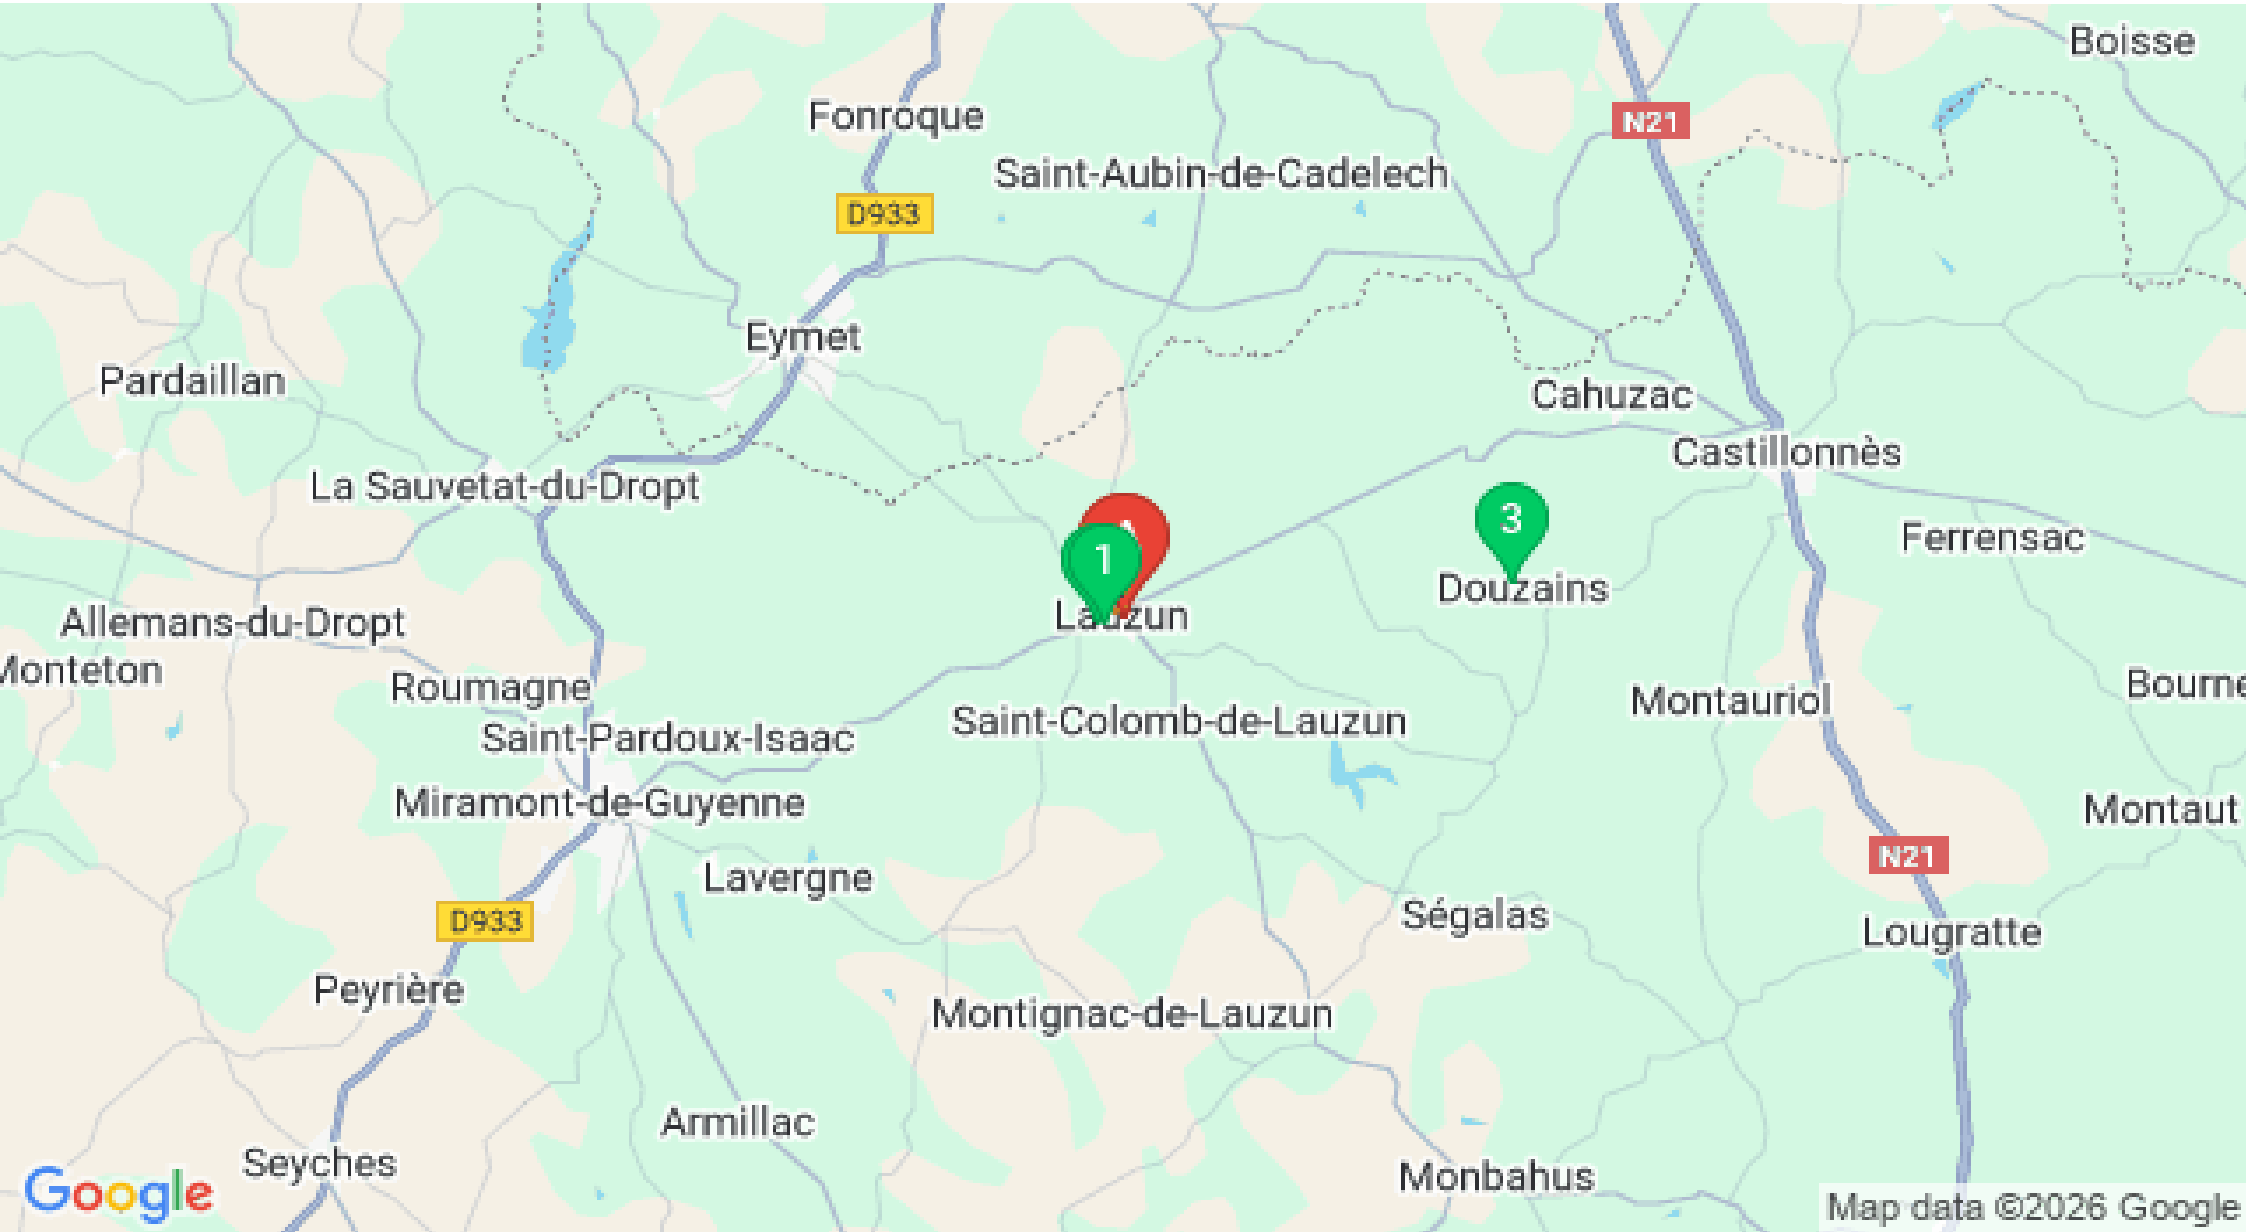 Boisse
Fonroque
N21
Saint-Aubin-de-Cadelech
D933
Eymet
Pardaillan
Cahuzac
Castillonnès
La Sauvetat-du-Dropt
3
1
Ferrensac
Douzains
Lauzun
Allemans-du-Dropt
Monteton
Roumagne
Bourne
Montauriol
Saint-Colomb-de-Lauzun
Saint-Pardoux-Isaac
Miramont-de-Guyenne
Montaut
N21
Lavergne
Ségalas
D933
Lougratte
Peyrière
Montignac-de-Lauzun
Armillac
Seyches
Monbahus
Google
Map data ©2026 Google